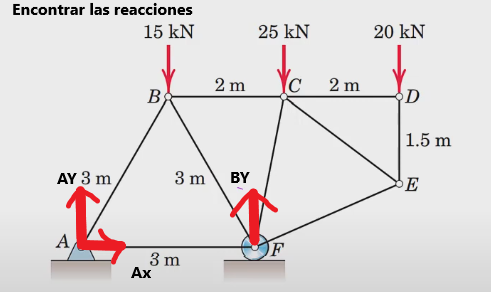 Encontrar las reacciones
15 kN 25 kN 20 kN
B 2 m C 2 m D
1.5 m
AY 3 m 3 m BY
E
A F
3 m
Ax